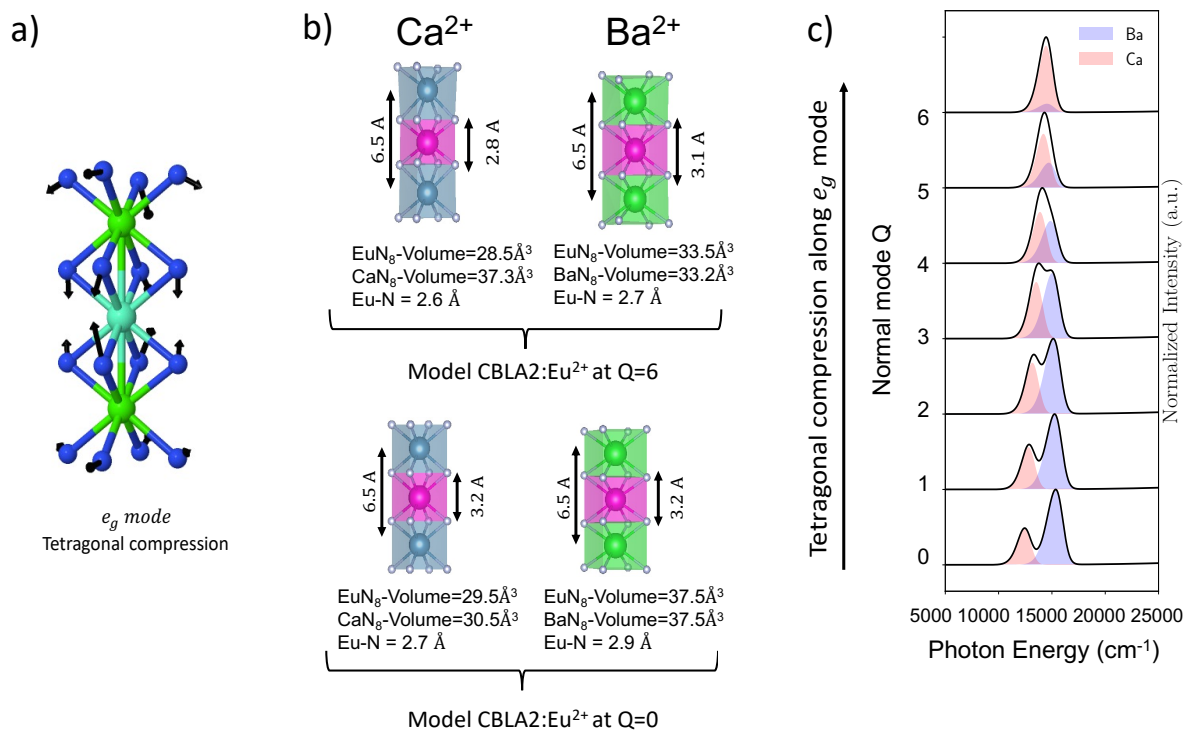 a)
e_g mode
Tetragonal compression
b)
Ca²⁺
Ba²⁺
6.5 A
2.8 A
6.5 A
3.1 A
EuN₈-Volume=28.5Å³
CaN₈-Volume=37.3Å³
Eu-N = 2.6 Å
EuN₈-Volume=33.5Å³
BaN₈-Volume=33.2Å³
Eu-N = 2.7 Å
Model CBLA2:Eu²⁺ at Q=6
6.5 A
3.2 A
6.5 A
3.2 A
EuN₈-Volume=29.5Å³
CaN₈-Volume=30.5Å³
Eu-N = 2.7 Å
EuN₈-Volume=37.5Å³
BaN₈-Volume=37.5Å³
Eu-N = 2.9 Å
Model CBLA2:Eu²⁺ at Q=0
c)
Tetragonal compression along e_g mode
Normal mode Q
6
5
4
3
2
1
0
Ba
Ca
Normalized Intensity (a.u.)
5000 10000 15000 20000 25000
Photon Energy (cm⁻¹)